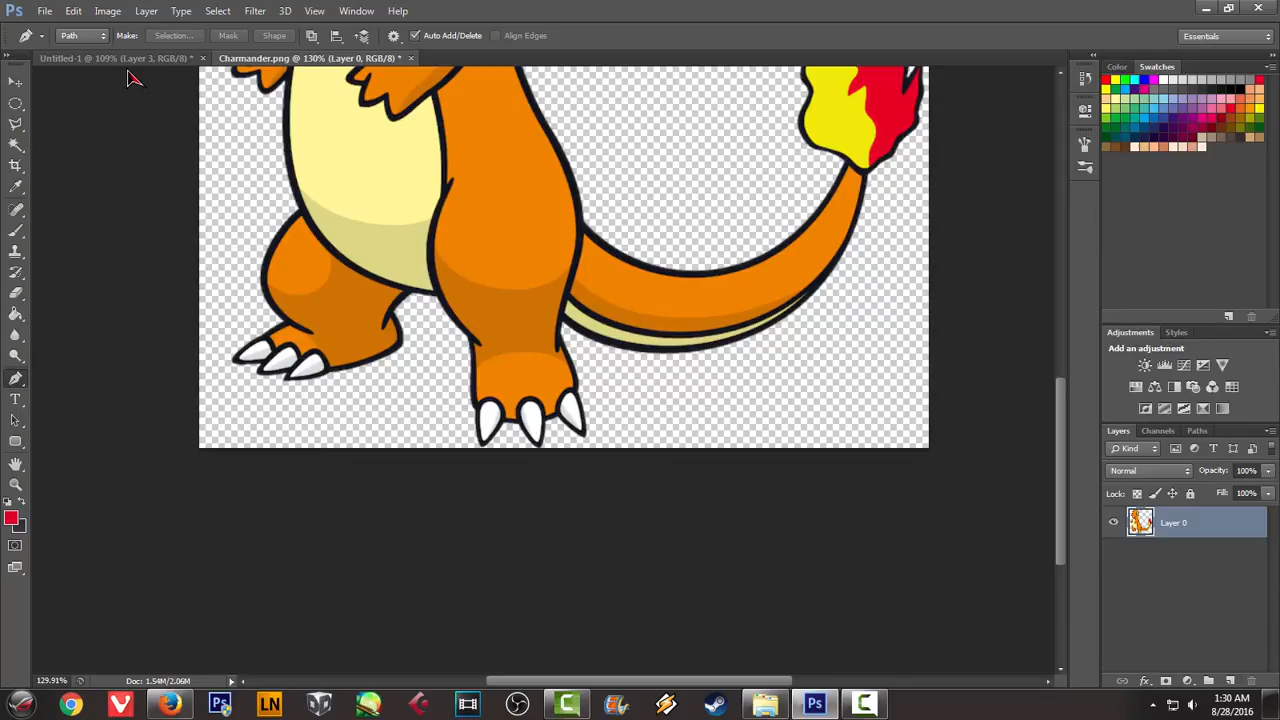 Ps File Edit Image Layer Type Select Filter 3D View Window Help
Path Make: Selection... Mask Shape Auto Add/Delete Align Edges Essentials
Untitled-1 @ 109% (Layer 3, RGB/8) * × Charmander.png @ 130% (Layer 0, RGB/8) * ×
Color Swatches
Adjustments Styles
Add an adjustment
Layers Channels Paths
Kind
Normal Opacity: 100%
Lock: Fill: 100%
Layer 0
129.91% Doc: 1.54M/2.06M
1:30 AM
8/28/2016